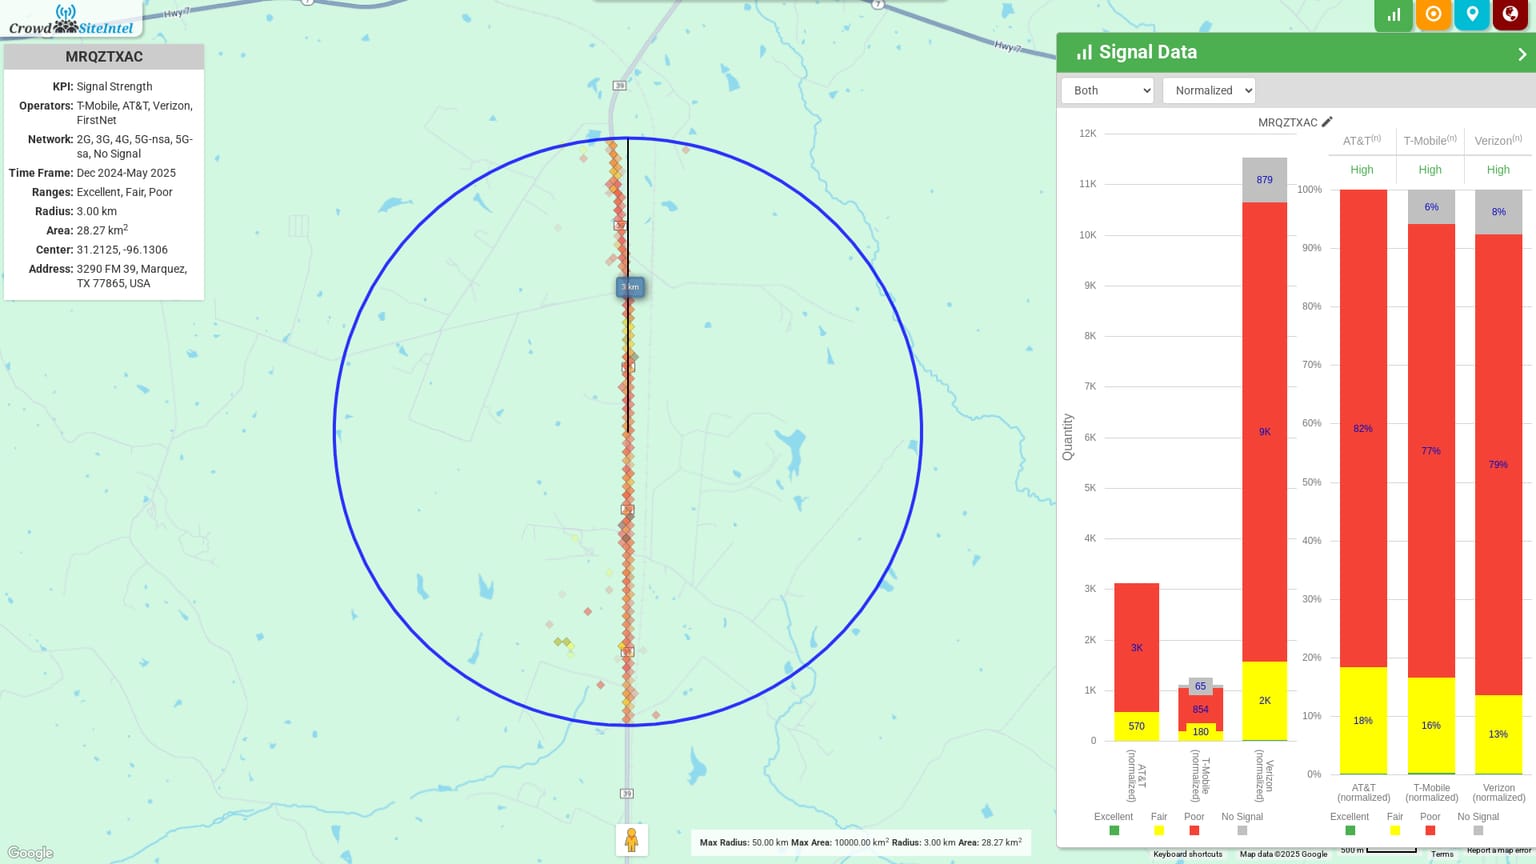 Crowd SiteIntel
MRQZTXAC
KPI: Signal Strength
Operators: T-Mobile, AT&T, Verizon,
FirstNet
Network: 2G, 3G, 4G, 5G-nsa, 5G-
sa, No Signal
Time Frame: Dec 2024-May 2025
Ranges: Excellent, Fair, Poor
Radius: 3.00 km
Area: 28.27 km²
Center: 31.2125, -96.1306
Address: 3290 FM 39, Marquez,
TX 77865, USA
Hwy 7
7
7
Hwy 7
39
3 km
39
Google
Max Radius: 50.00 km Max Area: 10000.00 km² Radius: 3.00 km Area: 28.27 km²
Signal Data
Both
Normalized
MRQZTXAC
Quantity
12K
11K
10K
9K
8K
7K
6K
5K
4K
3K
2K
1K
0
3K
570
65
854
180
879
9K
2K
AT&T
(normalized)
T-Mobile
(normalized)
Verizon
(normalized)
Excellent
Fair
Poor
No Signal
AT&T(n)
T-Mobile(n)
Verizon(n)
High
High
High
100%
90%
80%
70%
60%
50%
40%
30%
20%
10%
0%
82%
18%
6%
77%
16%
8%
79%
13%
AT&T
(normalized)
T-Mobile
(normalized)
Verizon
(normalized)
Excellent
Fair
Poor
No Signal
Keyboard shortcuts
Map data ©2025 Google
500 m
Terms
Report a map error